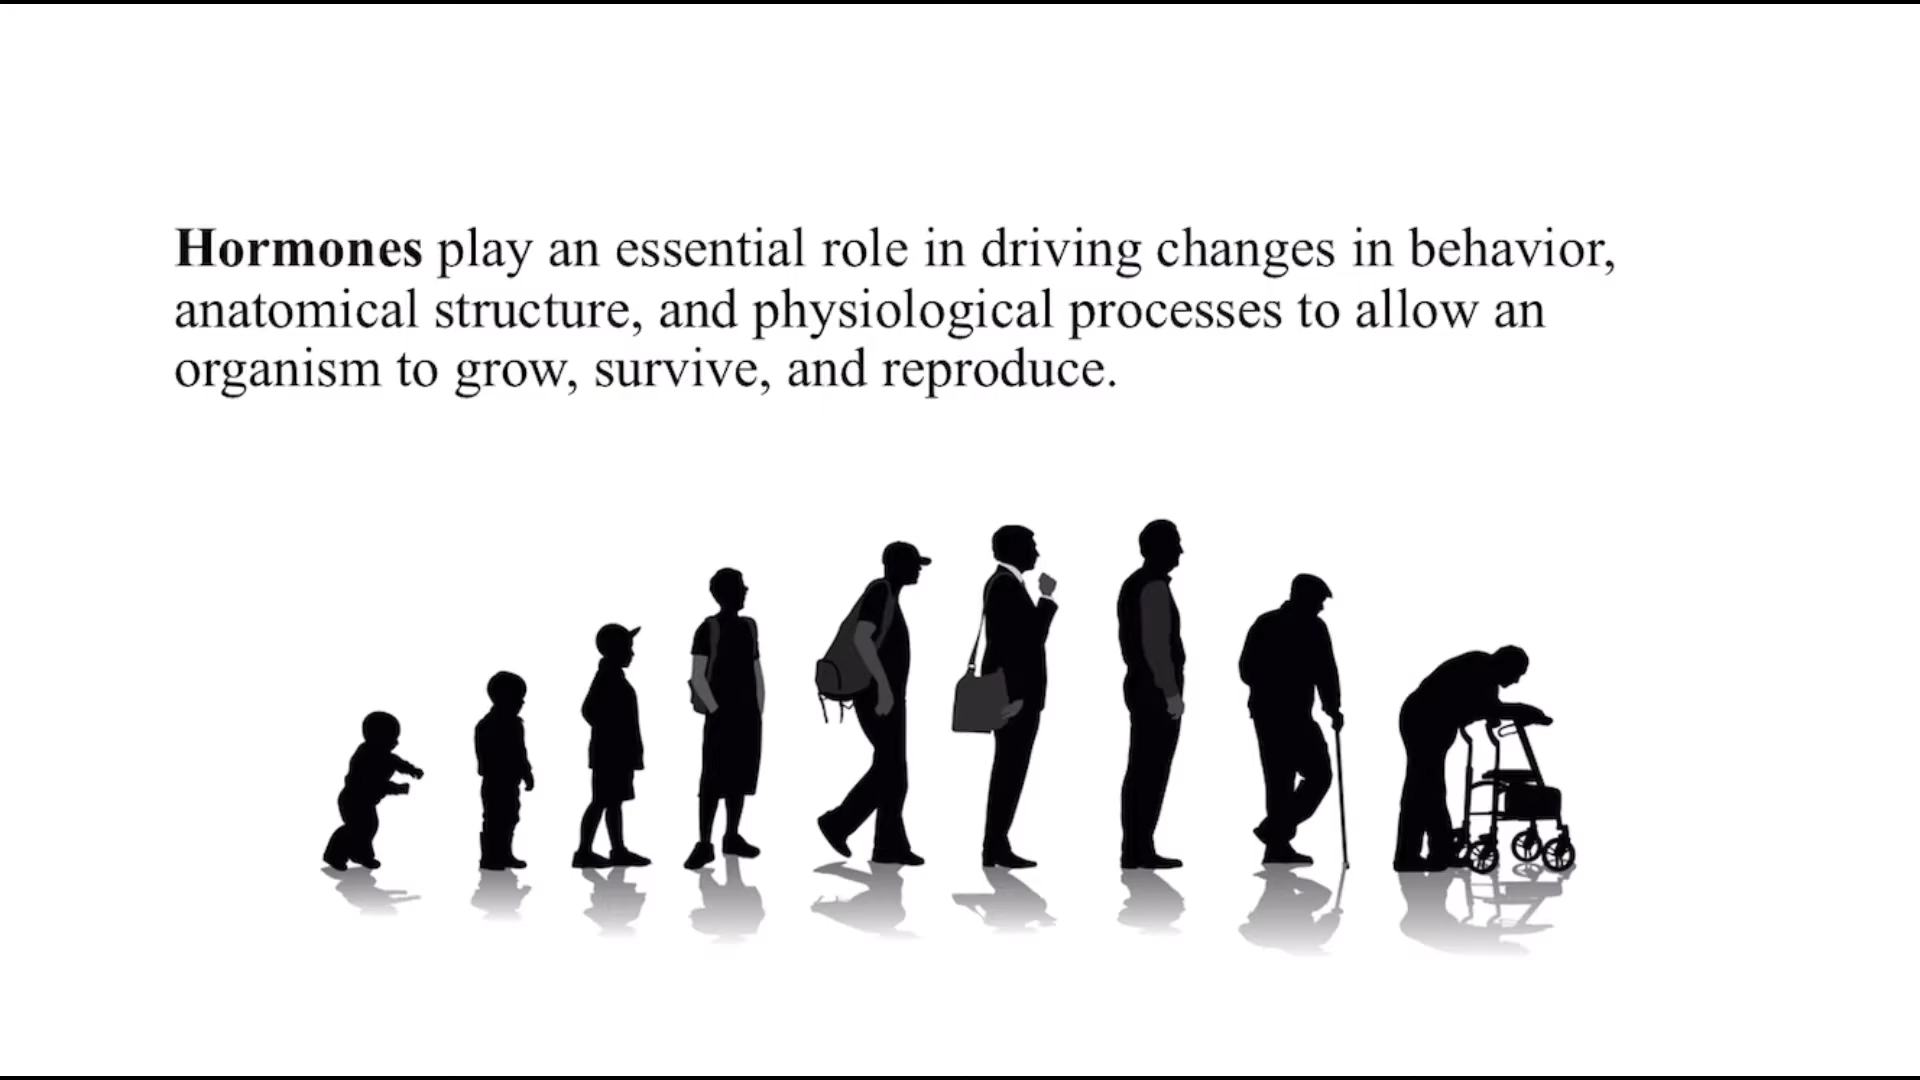 Hormones play an essential role in driving changes in behavior,
anatomical structure, and physiological processes to allow an
organism to grow, survive, and reproduce.